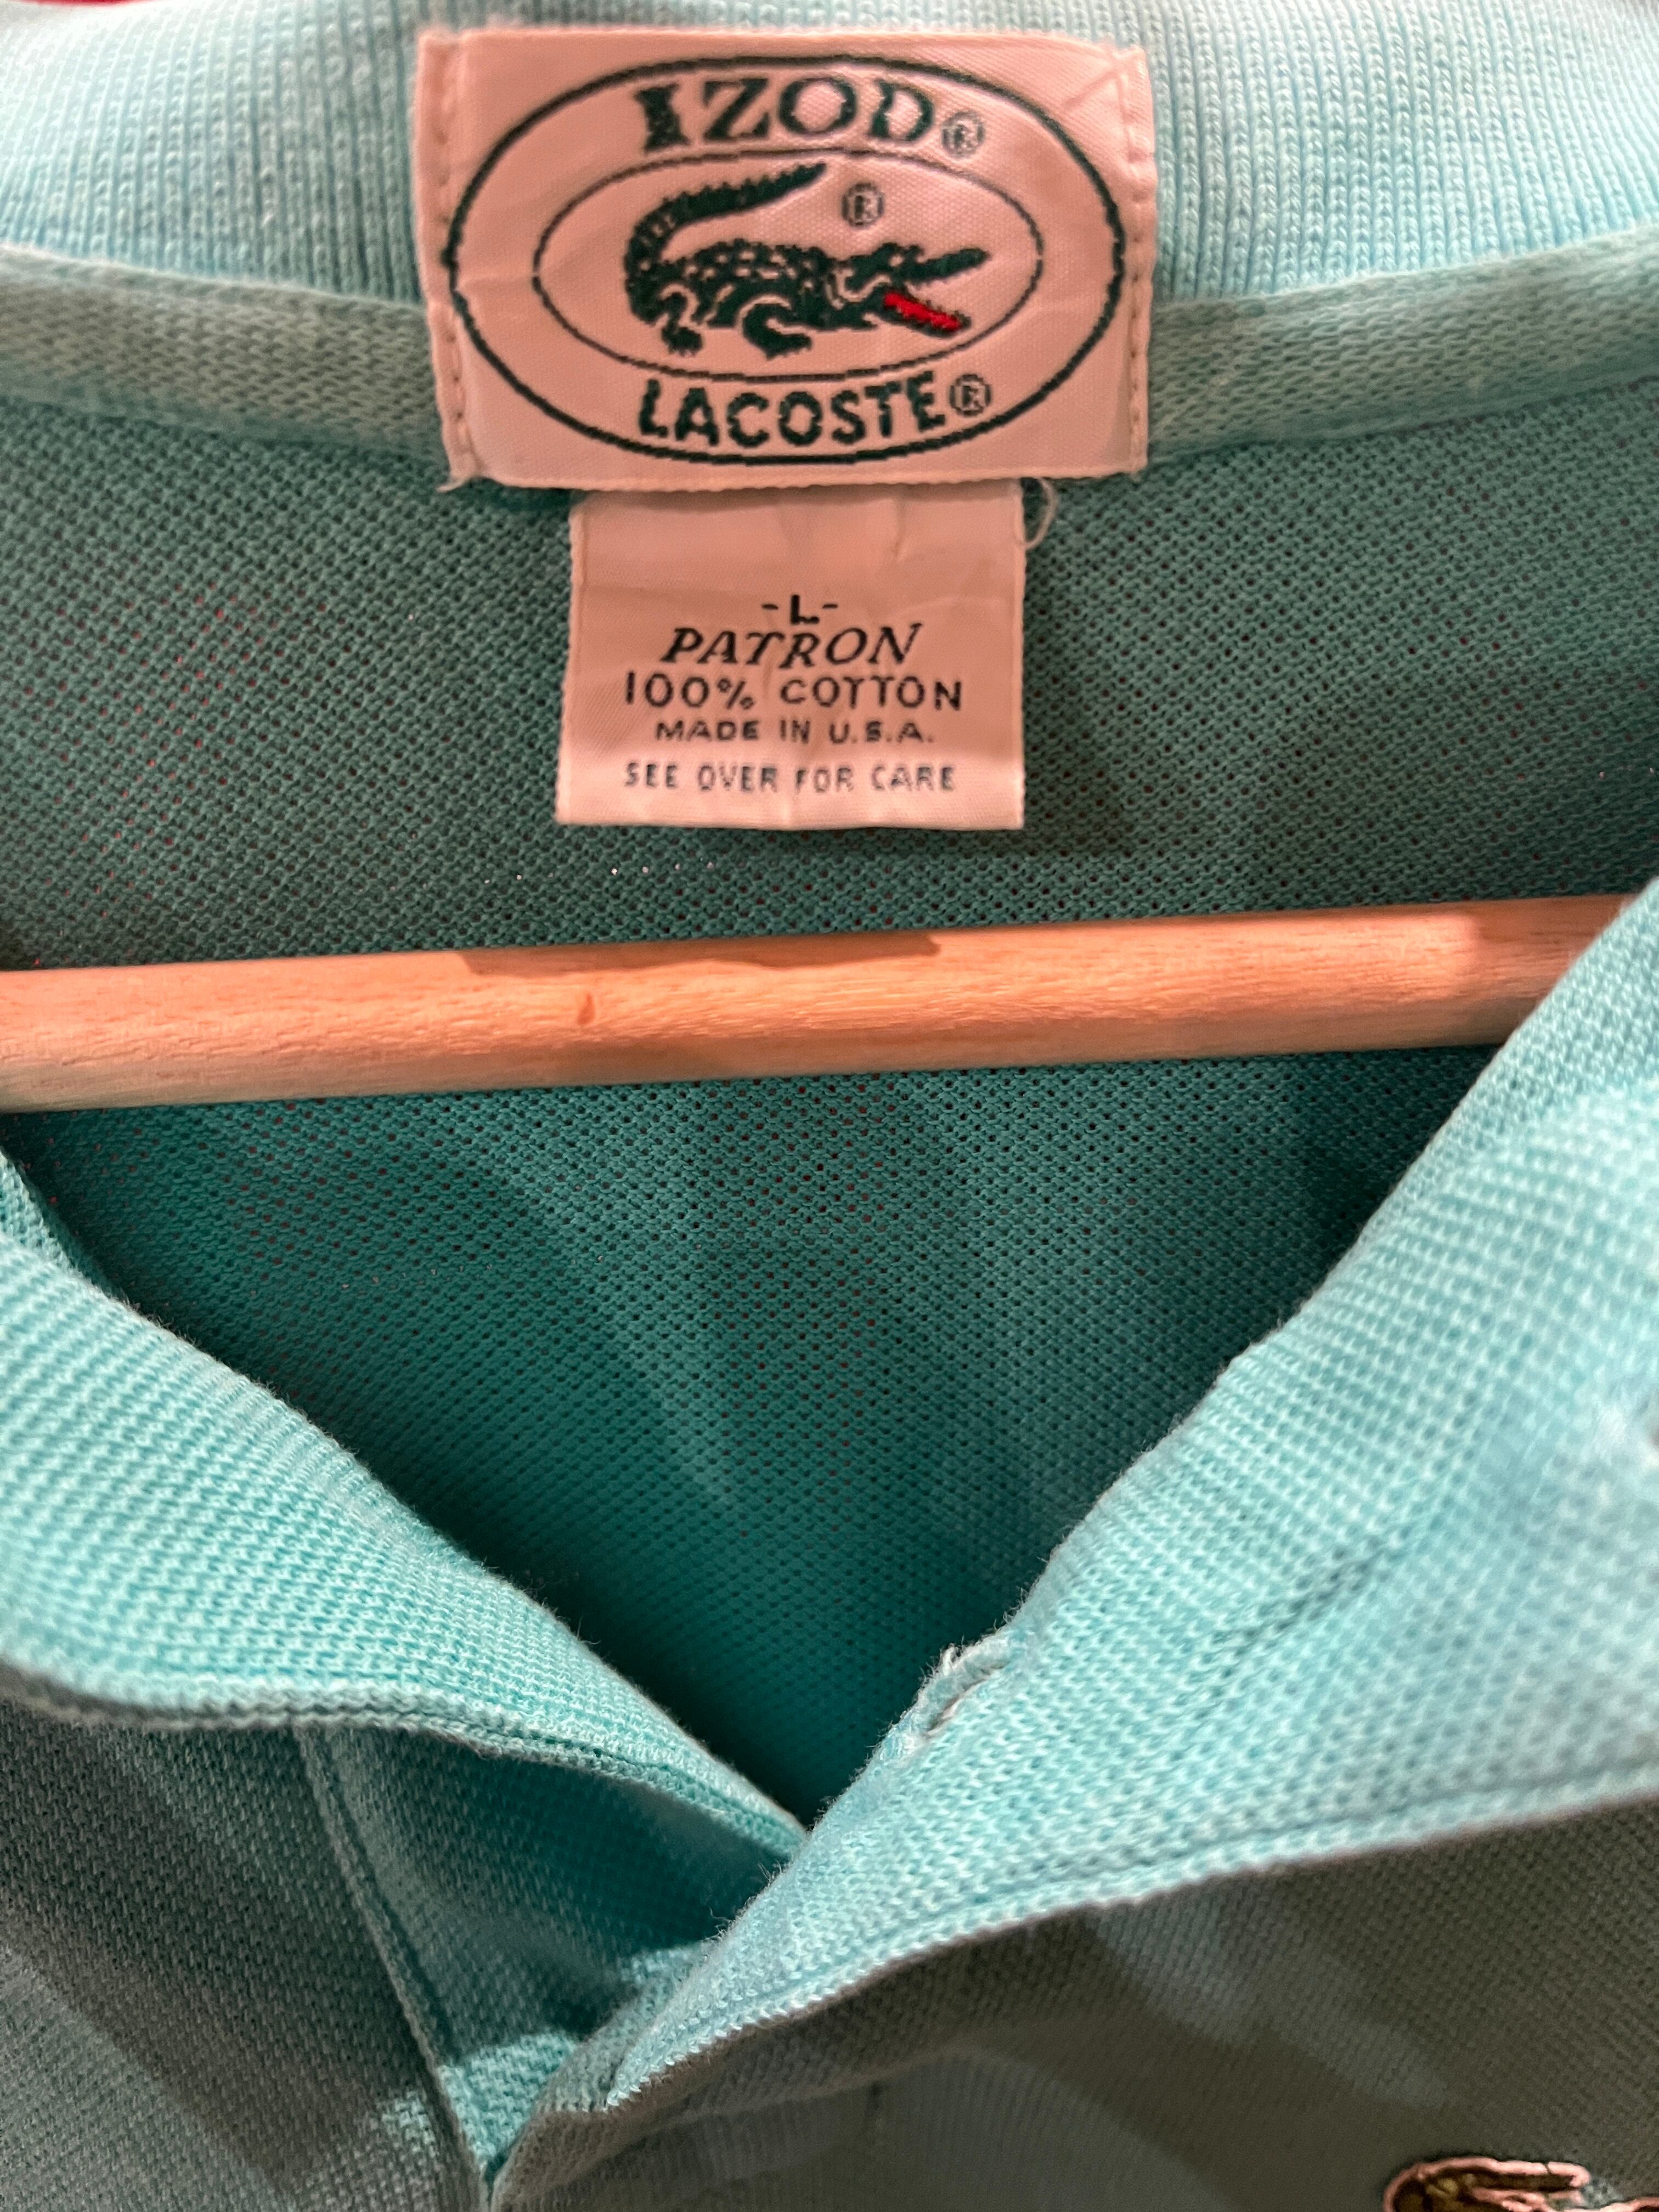 IZOD®
®
LACOSTE®
-L-
PATRON
100% COTTON
MADE IN U.S.A.
SEE OVER FOR CARE